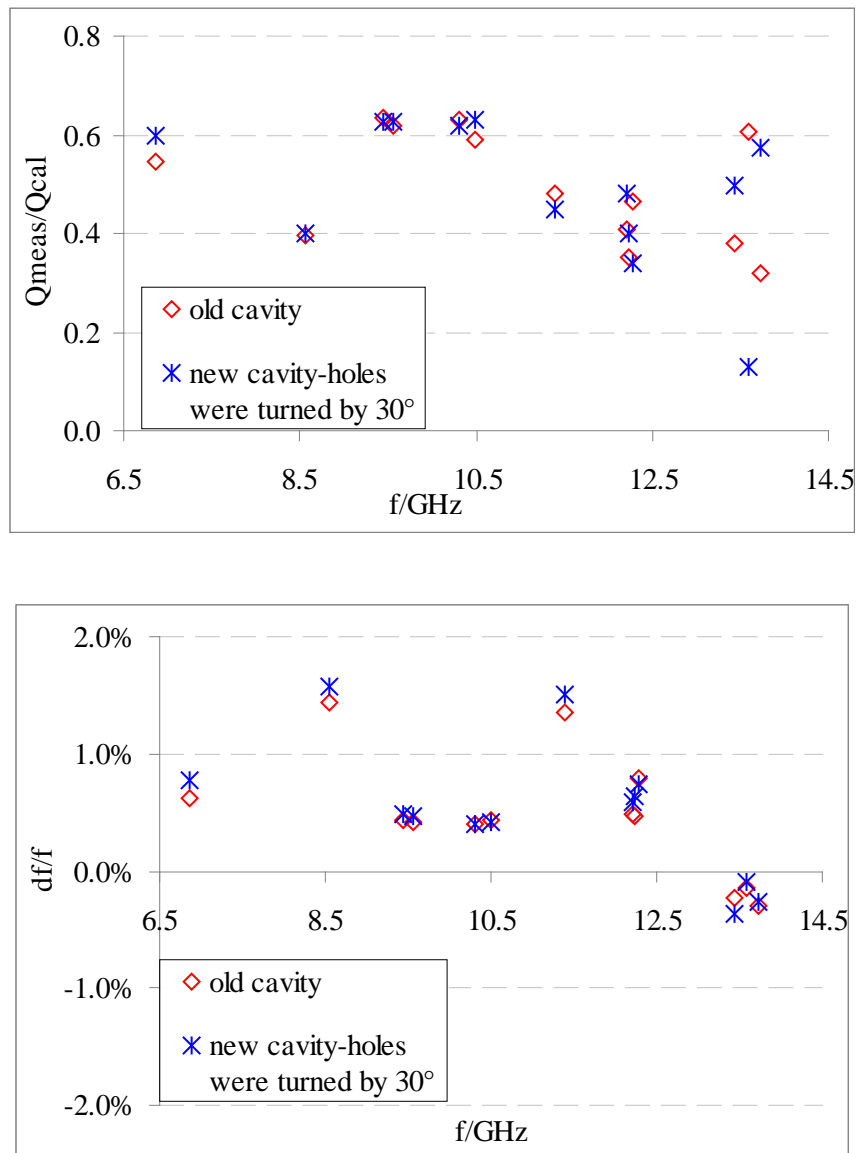 0.8
0.6
0.4
0.2
0.0
Qmeas/Qcal
old cavity
new cavity-holes
were turned by 30°
6.5 8.5 10.5 12.5 14.5
f/GHz
2.0%
1.0%
0.0%
-1.0%
-2.0%
df/f
6.5 8.5 10.5 12.5 14.5
old cavity
new cavity-holes
were turned by 30°
f/GHz